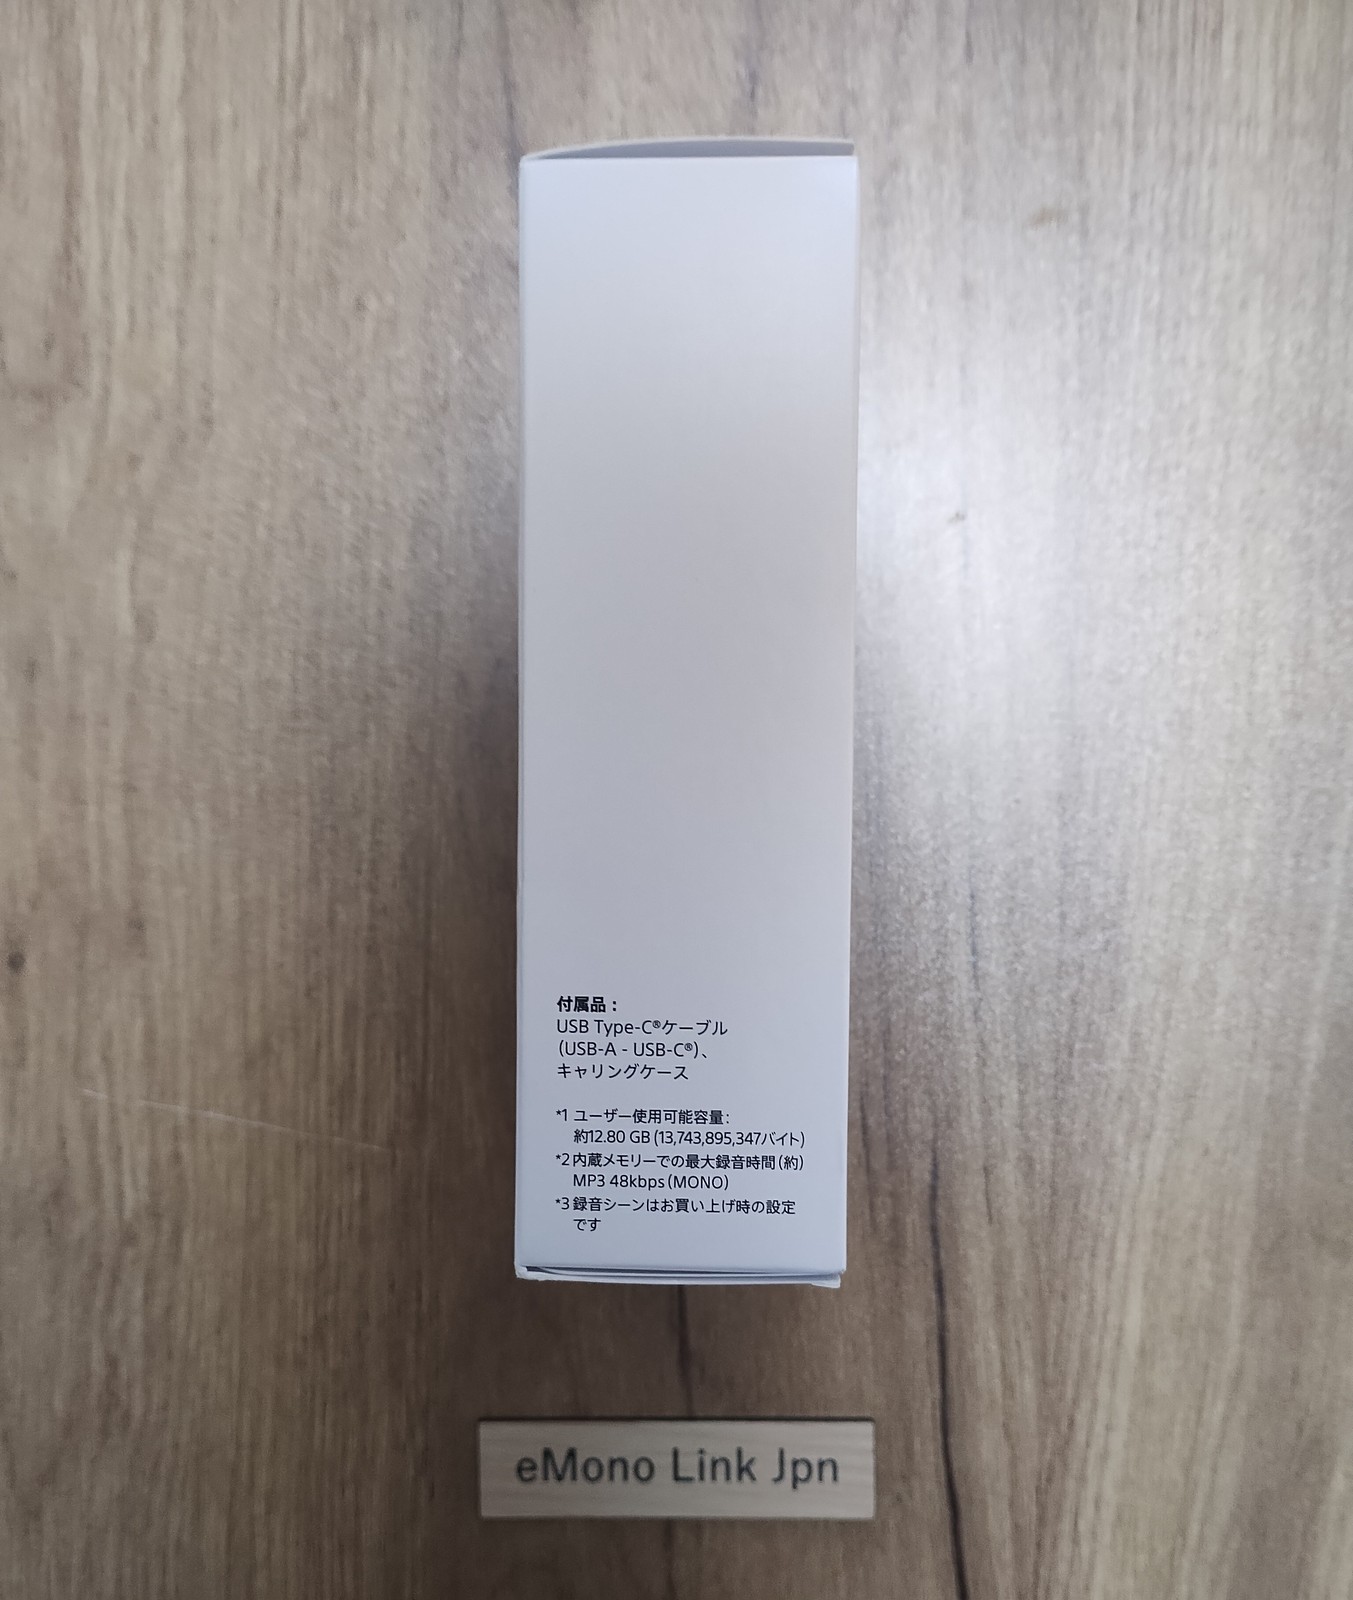 付属品：
USB Type-C®ケーブル
（USB-A - USB-C®）、
キャリングケース
*1 ユーザー使用可能容量：
約12.80 GB (13,743,895,347バイト)
*2 内蔵メモリーでの最大録音時間（約）
MP3 48kbps（MONO）
*3 録音シーンはお買い上げ時の設定
です
eMono Link Jpn